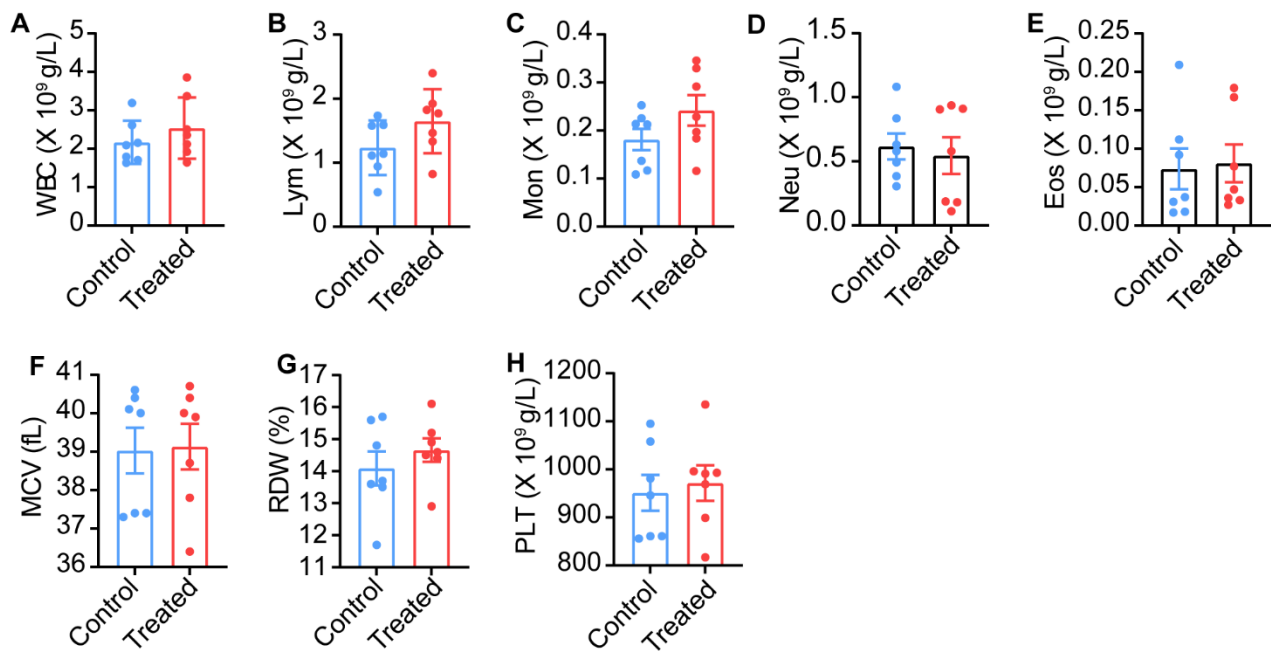 A
WBC (X 10⁹ g/L)
5
4
3
2
1
0
Control
Treated
B
Lym (X 10⁹ g/L)
3
2
1
0
Control
Treated
C
Mon (X 10⁹ g/L)
0.4
0.3
0.2
0.1
0.0
Control
Treated
D
Neu (X 10⁹ g/L)
1.5
1.0
0.5
0.0
Control
Treated
E
Eos (X 10⁹ g/L)
0.25
0.20
0.15
0.10
0.05
0.00
Control
Treated
F
MCV (fL)
41
40
39
38
37
36
Control
Treated
G
RDW (%)
17
16
15
14
13
12
11
Control
Treated
H
PLT (X 10⁹ g/L)
1200
1100
1000
900
800
Control
Treated